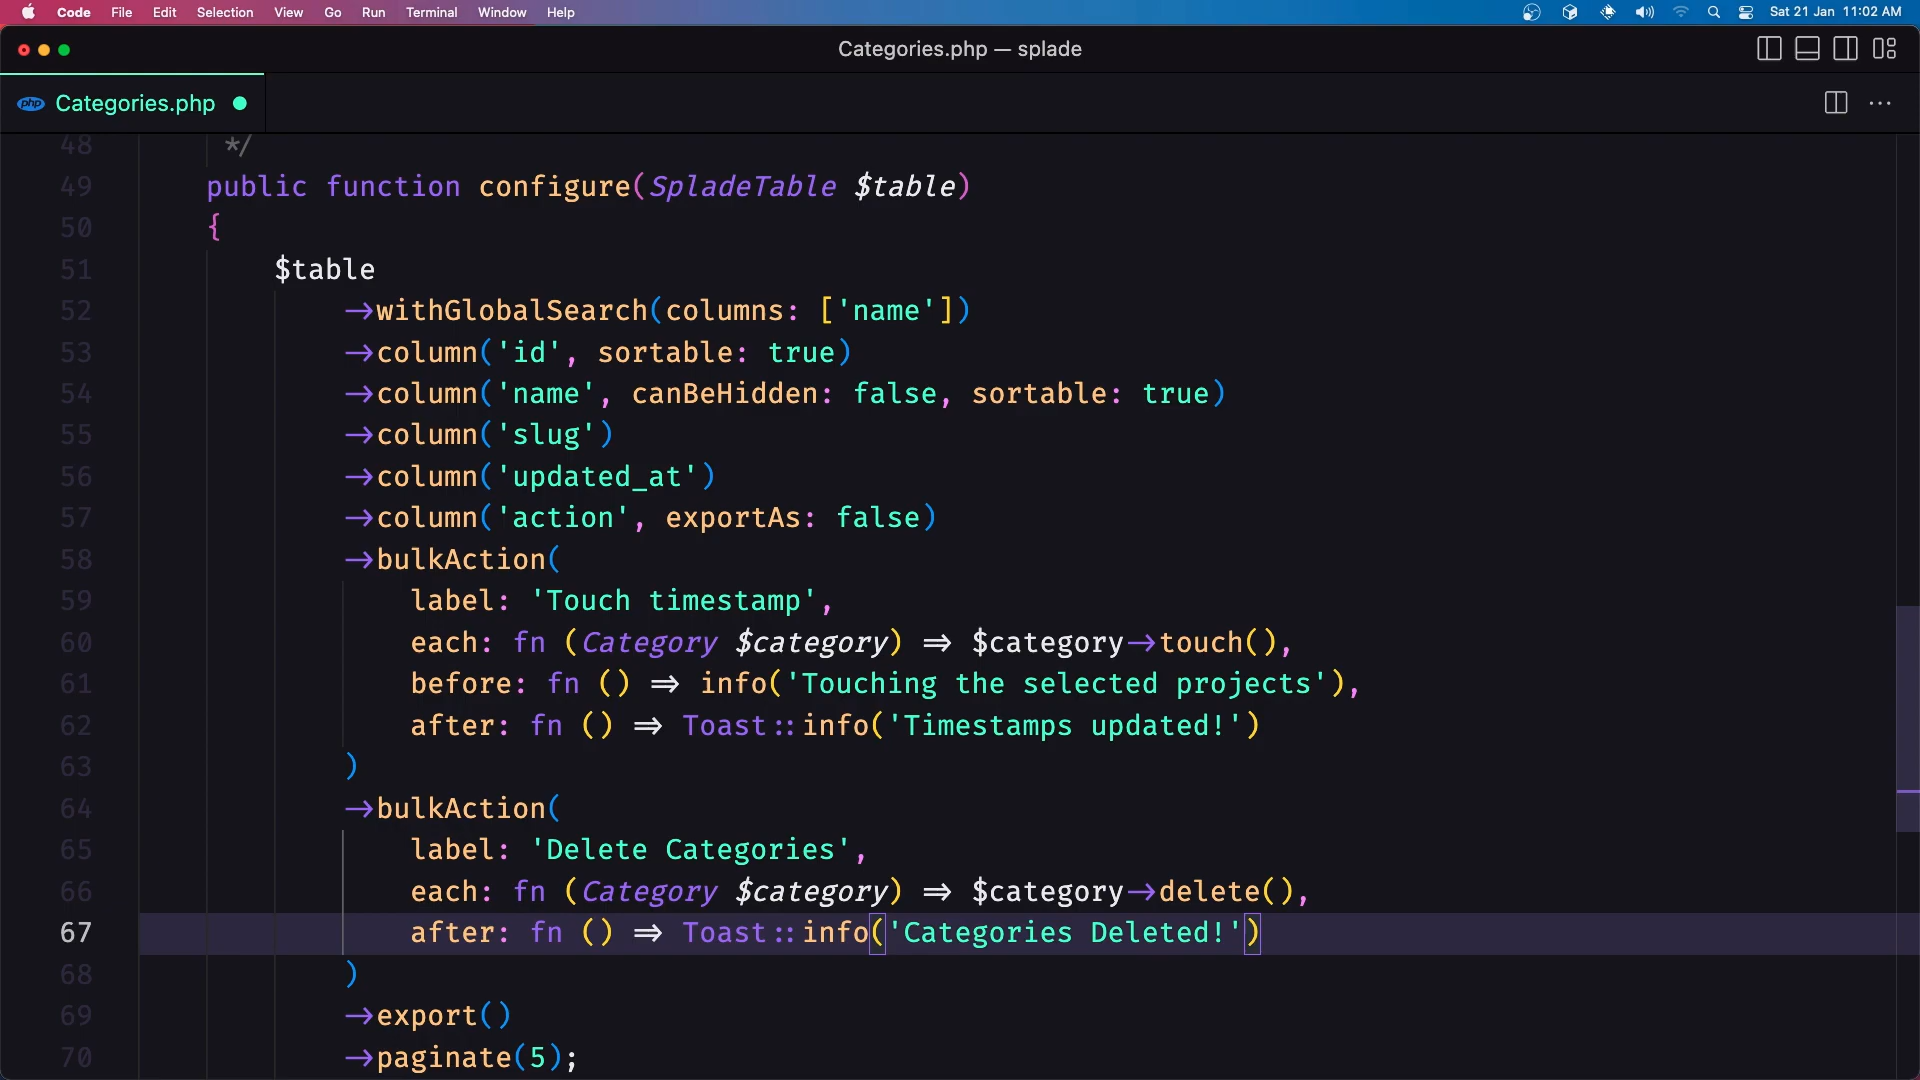 Code File Edit Selection View Go Run Terminal Window Help Sat 21 Jan 11:02 AM
Categories.php — splade
php Categories.php
48 */
49 public function configure(SpladeTable $table)
50 {
51 $table
52 ->withGlobalSearch(columns: ['name'])
53 ->column('id', sortable: true)
54 ->column('name', canBeHidden: false, sortable: true)
55 ->column('slug')
56 ->column('updated_at')
57 ->column('action', exportAs: false)
58 ->bulkAction(
59 label: 'Touch timestamp',
60 each: fn (Category $category) => $category->touch(),
61 before: fn () => info('Touching the selected projects'),
62 after: fn () => Toast::info('Timestamps updated!')
63 )
64 ->bulkAction(
65 label: 'Delete Categories',
66 each: fn (Category $category) => $category->delete(),
67 after: fn () => Toast::info('Categories Deleted!')
68 )
69 ->export()
70 ->paginate(5);